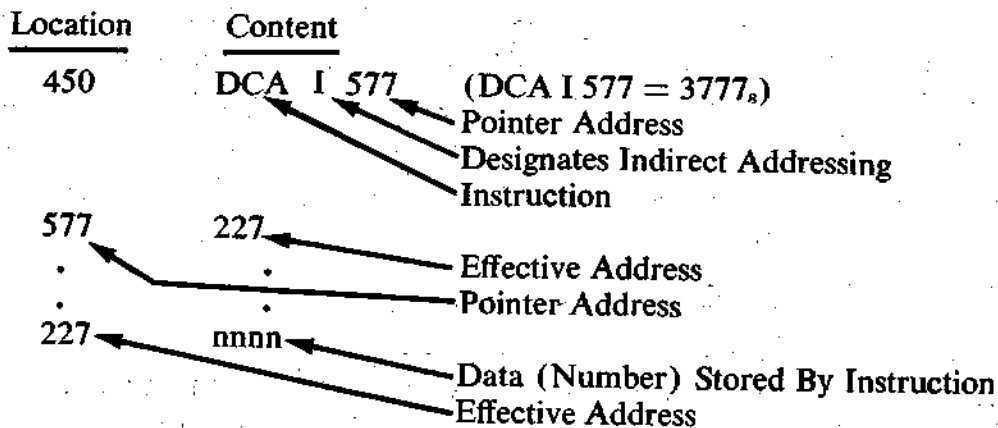 Location Content
450 DCA I 577 (DCA I 577 = 3777₈)
Pointer Address
Designates Indirect Addressing
Instruction
577 227
Effective Address
Pointer Address
227 nnnn
Data (Number) Stored By Instruction
Effective Address